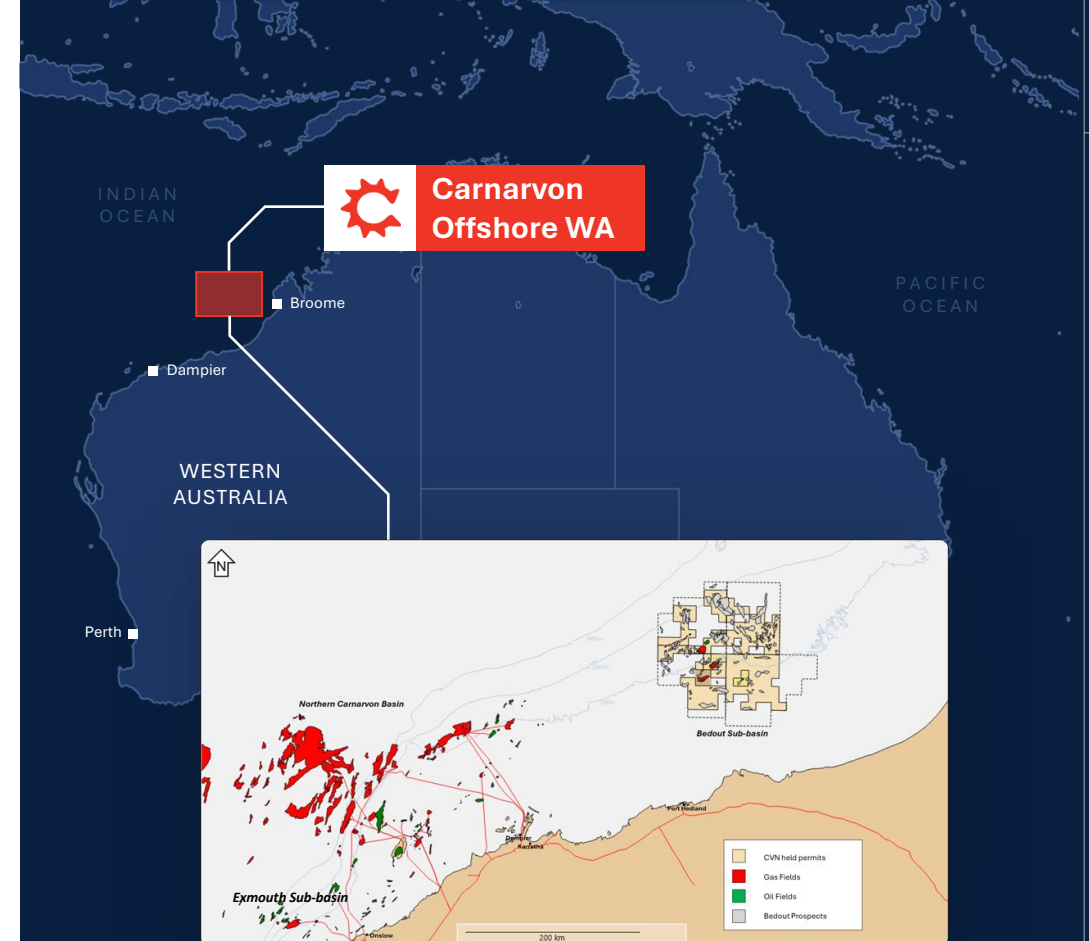 INDIAN
OCEAN
Carnarvon
Offshore WA
PACIFIC
OCEAN
Broome
Dampier
WESTERN
AUSTRALIA
Perth
N
Northern Carnarvon Basin
Bedout Sub-basin
Port Hedland
Dampier
Karratha
CVN held permits
Gas Fields
Exmouth Sub-basin
Oil Fields
Bedout Prospects
Onslow
200 km